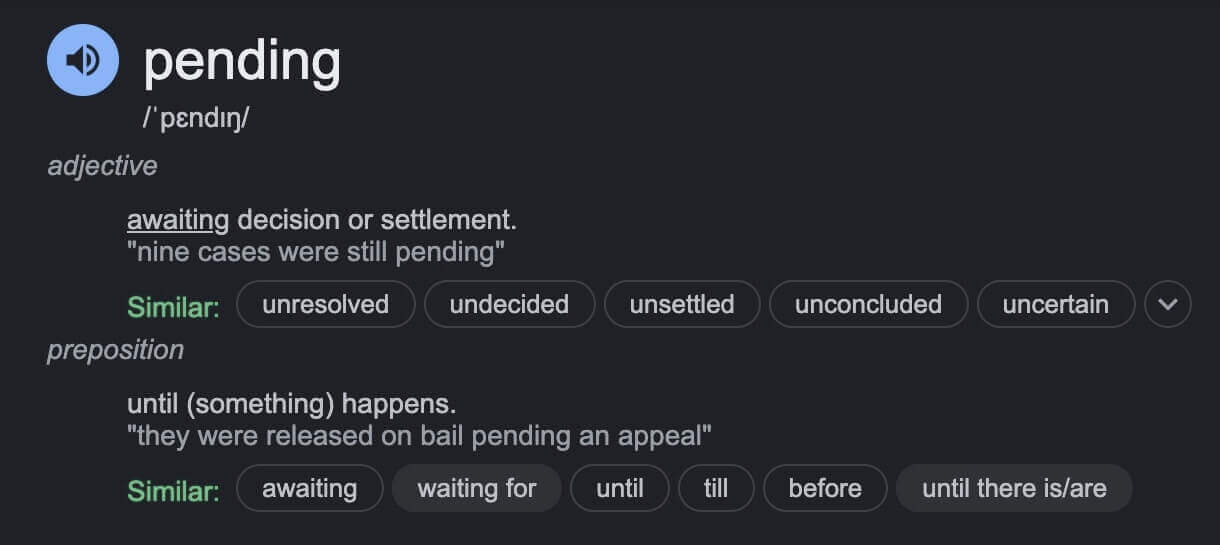 pending
/ˈpɛndɪŋ/
adjective
awaiting decision or settlement.
"nine cases were still pending"
Similar: unresolved undecided unsettled unconcluded uncertain
preposition
until (something) happens.
"they were released on bail pending an appeal"
Similar: awaiting waiting for until till before until there is/are